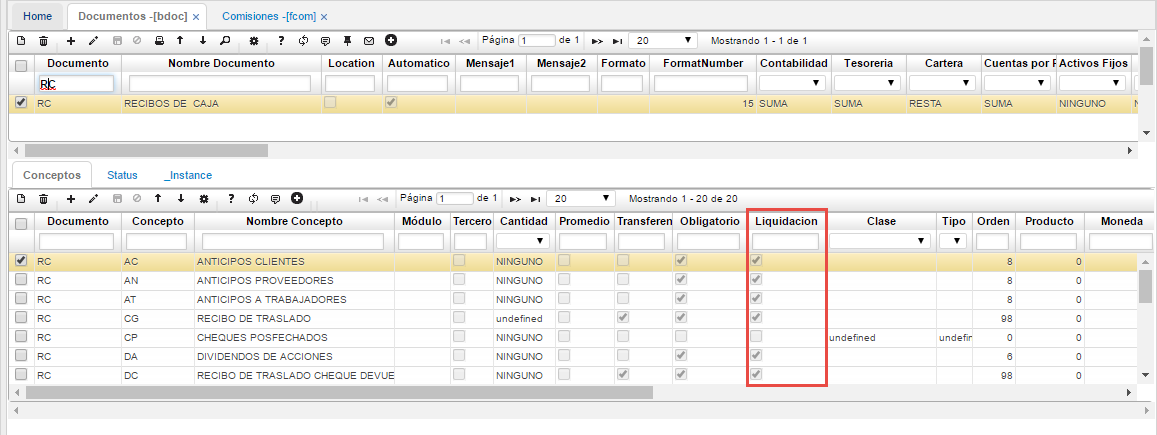 Home Documentos -[bdoc] × Comisiones -[fcom] ×
Página 1 de 1 20 Mostrando 1 - 1 de 1
Documento Nombre Documento Location Automatico Mensaje1 Mensaje2 Formato FormatNumber Contabilidad Tesoreria Cartera Cuentas por P Activos Fijos
RC
RC RECIBOS DE CAJA 15 SUMA SUMA RESTA SUMA NINGUNO N
Conceptos Status _Instance
Página 1 de 1 20 Mostrando 1 - 20 de 20
Documento Concepto Nombre Concepto Módulo Tercero Cantidad Promedio Transferen Obligatorio Liquidacion Clase Tipo Orden Producto Moneda
RC AC ANTICIPOS CLIENTES NINGUNO 8 0
RC AN ANTICIPOS PROVEEDORES NINGUNO 8 0
RC AT ANTICIPOS A TRABAJADORES NINGUNO 8 0
RC CG RECIBO DE TRASLADO undefined 98 0
RC CP CHEQUES POSFECHADOS NINGUNO undefined undefin 0 0
RC DA DIVIDENDOS DE ACCIONES NINGUNO 6 0
RC DC RECIBO DE TRASLADO CHEQUE DEVUE NINGUNO 98 0